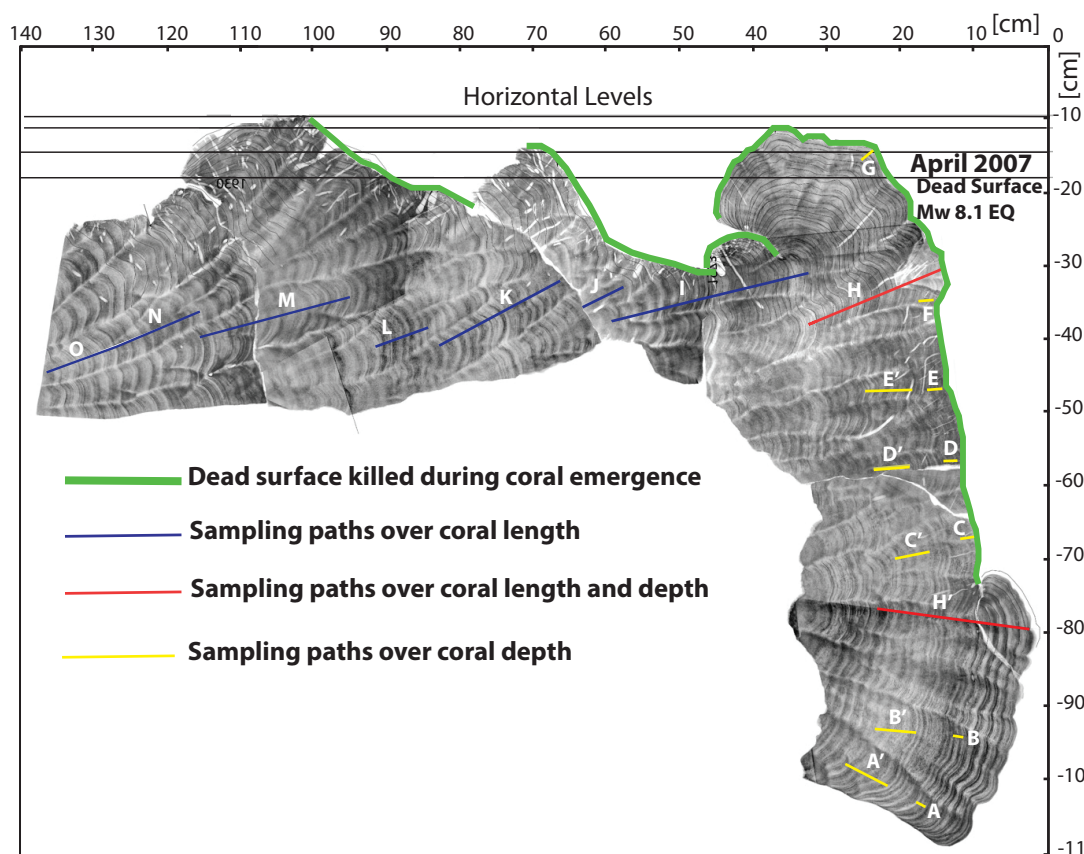 [cm]
140 130 120 110 100 90 80 70 60 50 40 30 20 10 0
[cm]
Horizontal Levels
-10
G
April 2007
Dead Surface
Mw 8.1 EQ
-20
-30
H
I
J
K
M
N
O
L
F
-40
E' E
-50
D' D
Dead surface killed during coral emergence
-60
Sampling paths over coral length
C' C
-70
Sampling paths over coral length and depth
H'
-80
Sampling paths over coral depth
-90
B' B
A'
-10
A
-11